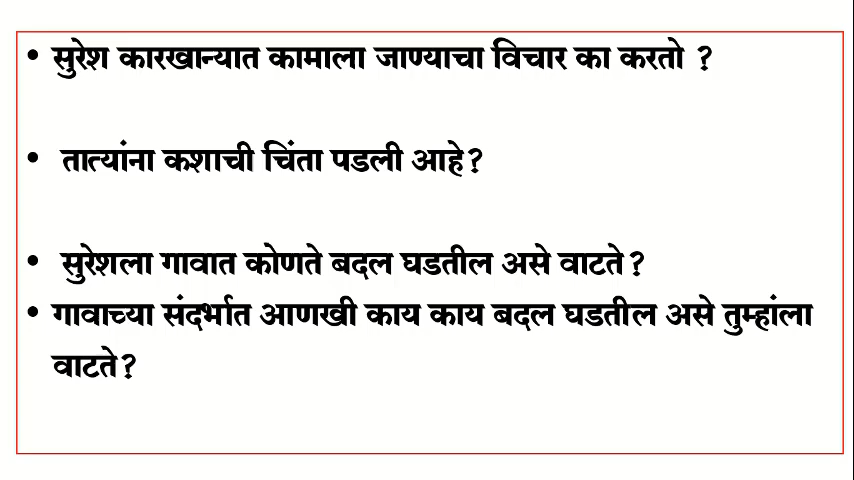 • सुरेश कारखान्यात कामाला जाण्याचा विचार का करतो ?
• तात्यांना कशाची चिंता पडली आहे?
• सुरेशला गावात कोणते बदल घडतील असे वाटते?
• गावाच्या संदर्भात आणखी काय काय बदल घडतील असे तुम्हांला
वाटते?